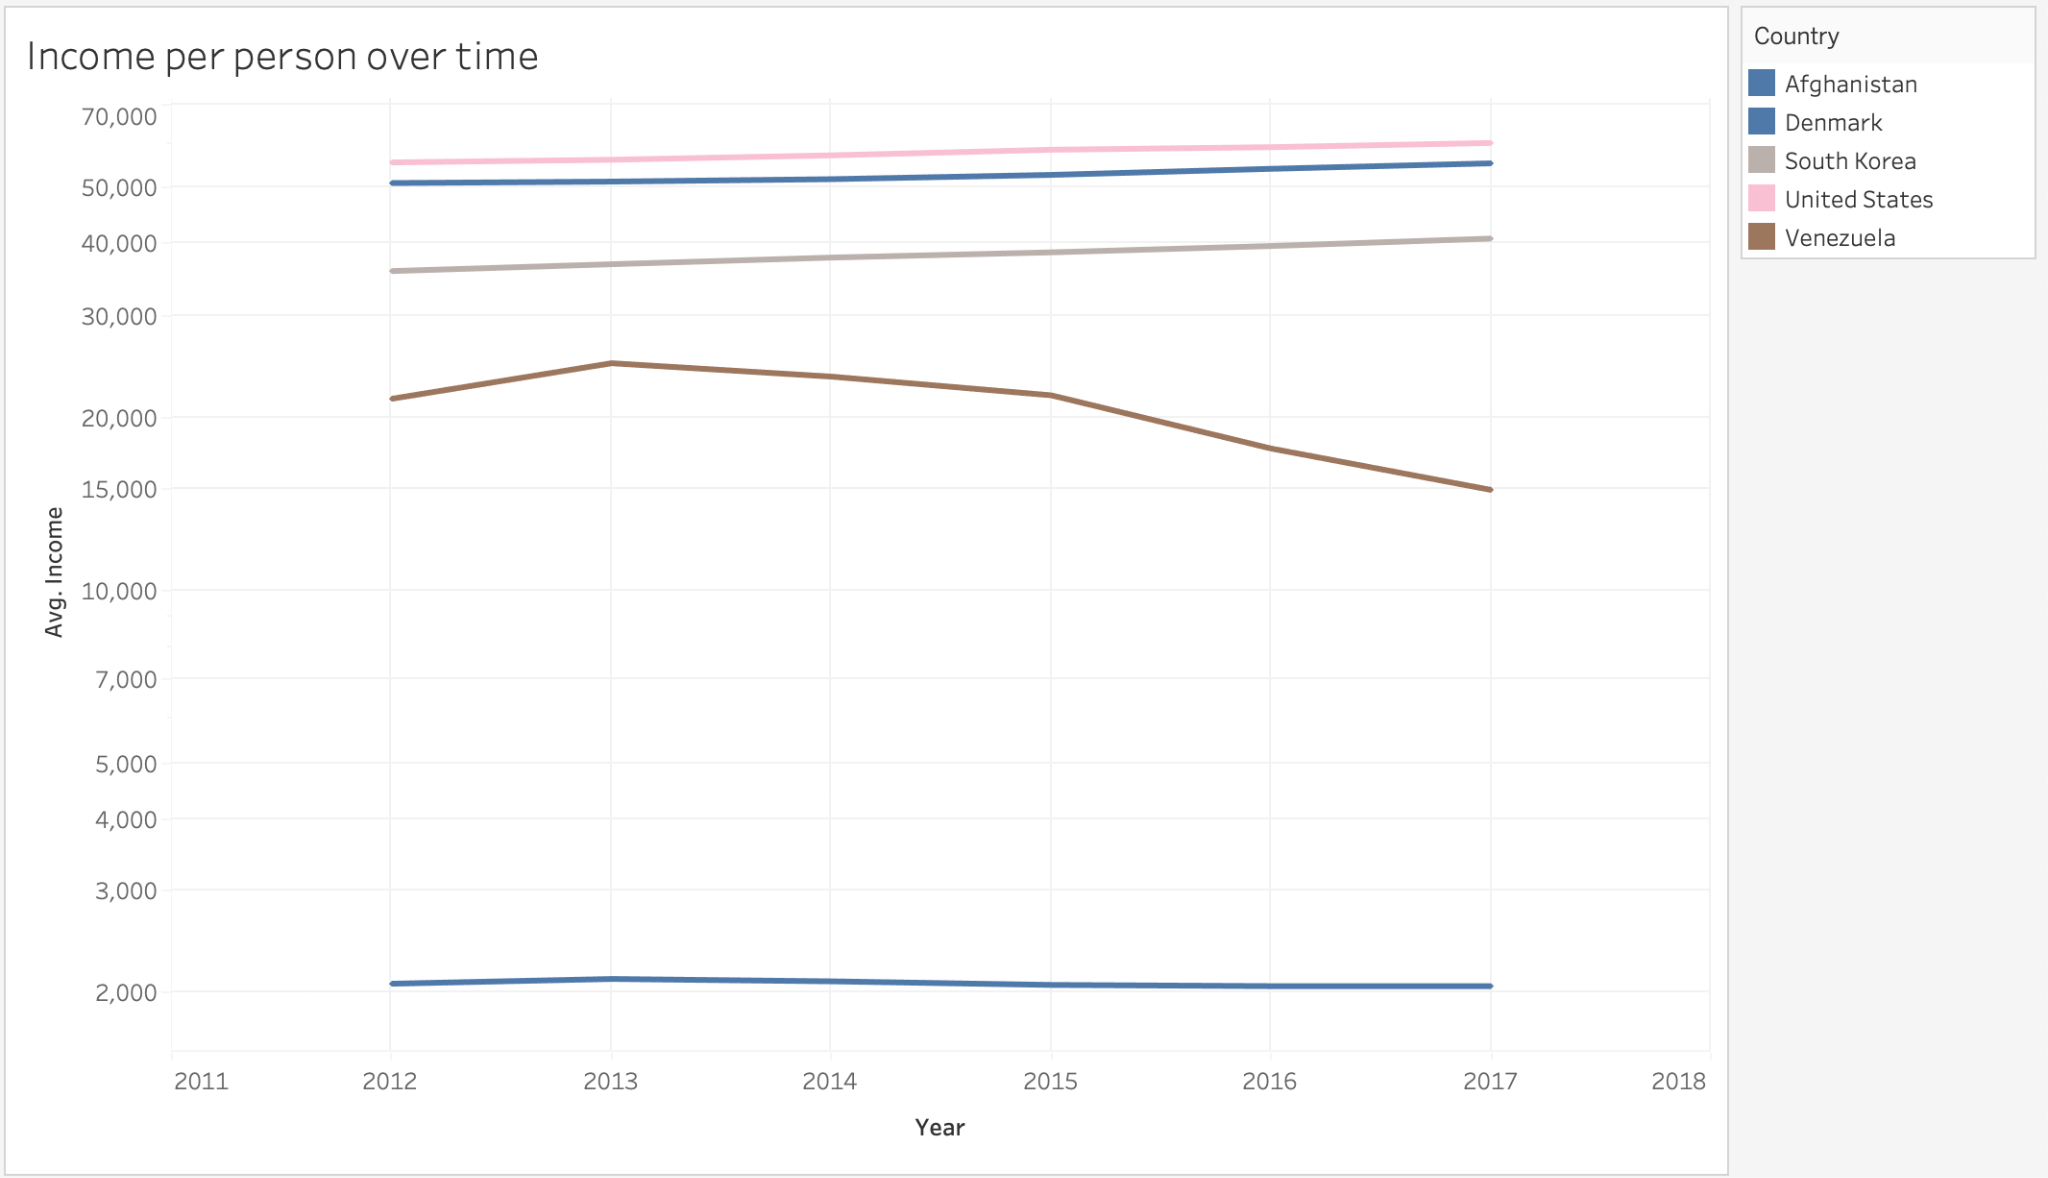 Income per person over time
70,000
50,000
40,000
30,000
20,000
15,000
10,000
7,000
5,000
4,000
3,000
2,000
Avg. Income
2011 2012 2013 2014 2015 2016 2017 2018
Year
Country
Afghanistan
Denmark
South Korea
United States
Venezuela